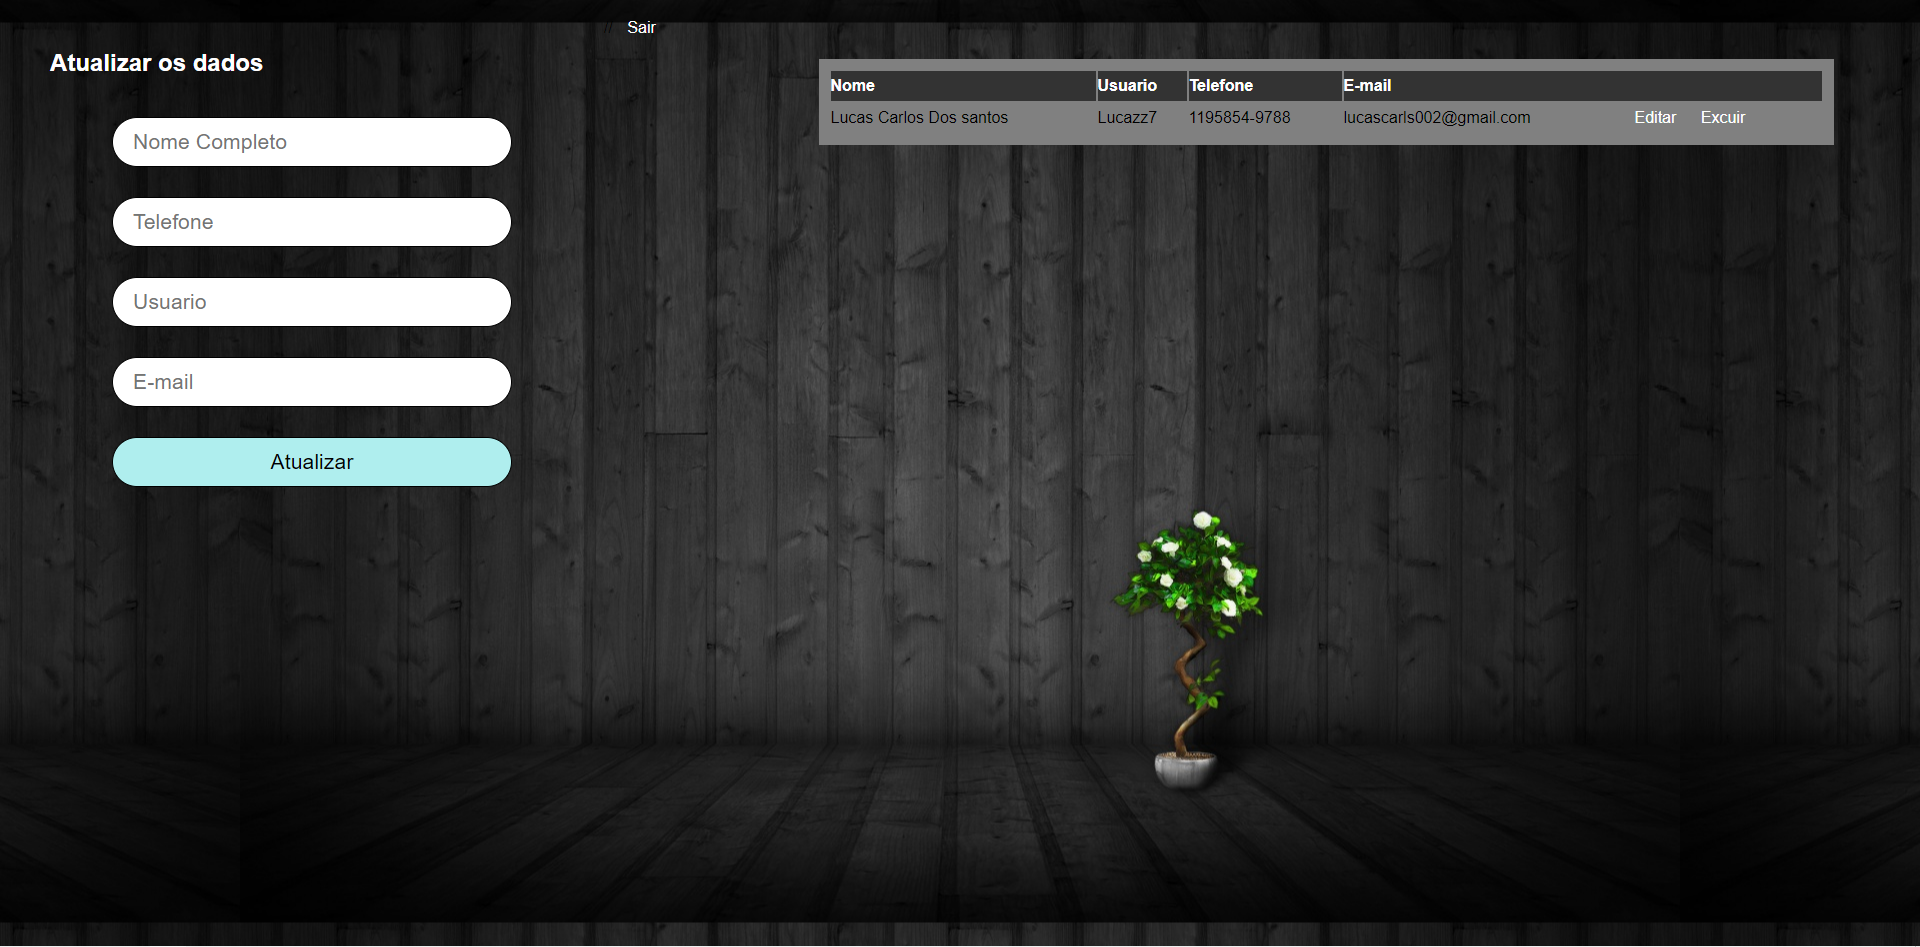 // Sair
Atualizar os dados
Nome Completo
Telefone
Usuario
E-mail
Atualizar
Nome Usuario Telefone E-mail
Lucas Carlos Dos santos Lucazz7 1195854-9788 lucascarls002@gmail.com Editar Excuir